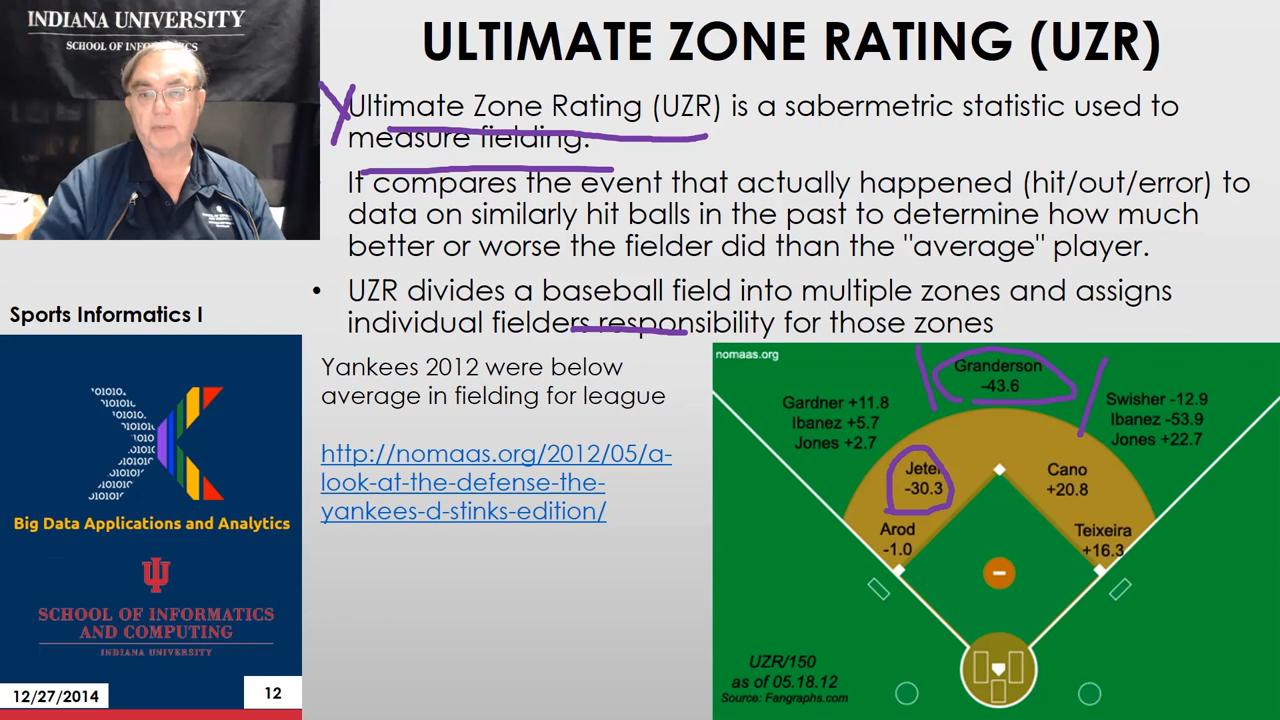 INDIANA UNIVERSITY
SCHOOL OF INFORMATICS
ULTIMATE ZONE RATING (UZR)
Ultimate Zone Rating (UZR) is a sabermetric statistic used to
measure fielding.
It compares the event that actually happened (hit/out/error) to
data on similarly hit balls in the past to determine how much
better or worse the fielder did than the "average" player.
• UZR divides a baseball field into multiple zones and assigns
individual fielders responsibility for those zones
Sports Informatics I
Big Data Applications and Analytics
SCHOOL OF INFORMATICS
AND COMPUTING
INDIANA UNIVERSITY
12/27/2014
12
Yankees 2012 were below
average in fielding for league
http://nomaas.org/2012/05/a-
look-at-the-defense-the-
yankees-d-stinks-edition/
nomaas.org
Granderson
-43.6
Gardner +11.8
Ibanez +5.7
Jones +2.7
Swisher -12.9
Ibanez -53.9
Jones +22.7
Jeter
-30.3
Cano
+20.8
Arod
-1.0
Teixeira
+16.3
UZR/150
as of 05.18.12
Source: Fangraphs.com